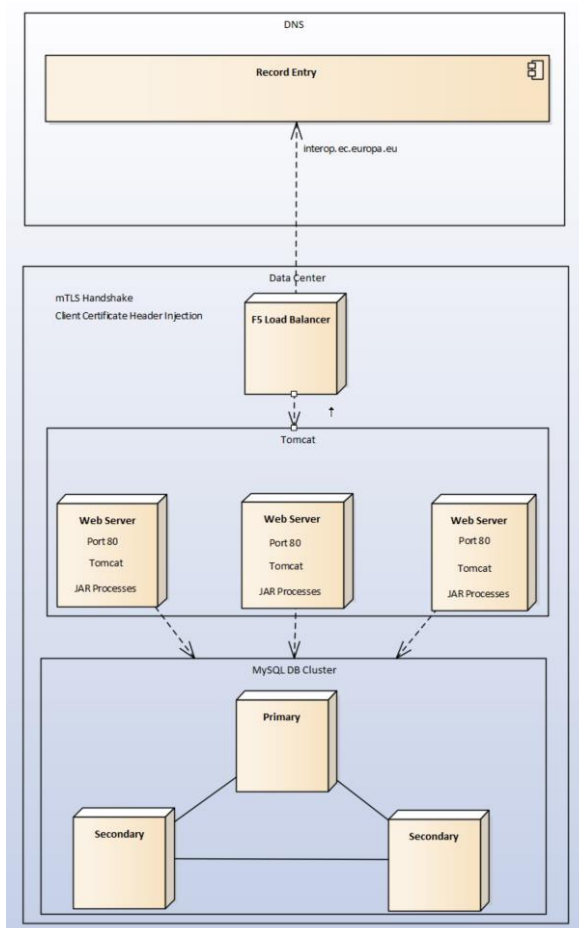 DNS
Record Entry
interop.ec.europa.eu
Data Center
mTLS Handshake
Client Certificate Header Injection
F5 Load Balancer
Tomcat
Web Server
Port 80
Tomcat
JAR Processes
Web Server
Port 80
Tomcat
JAR Processes
Web Server
Port 80
Tomcat
JAR Processes
MySQL DB Cluster
Primary
Secondary
Secondary